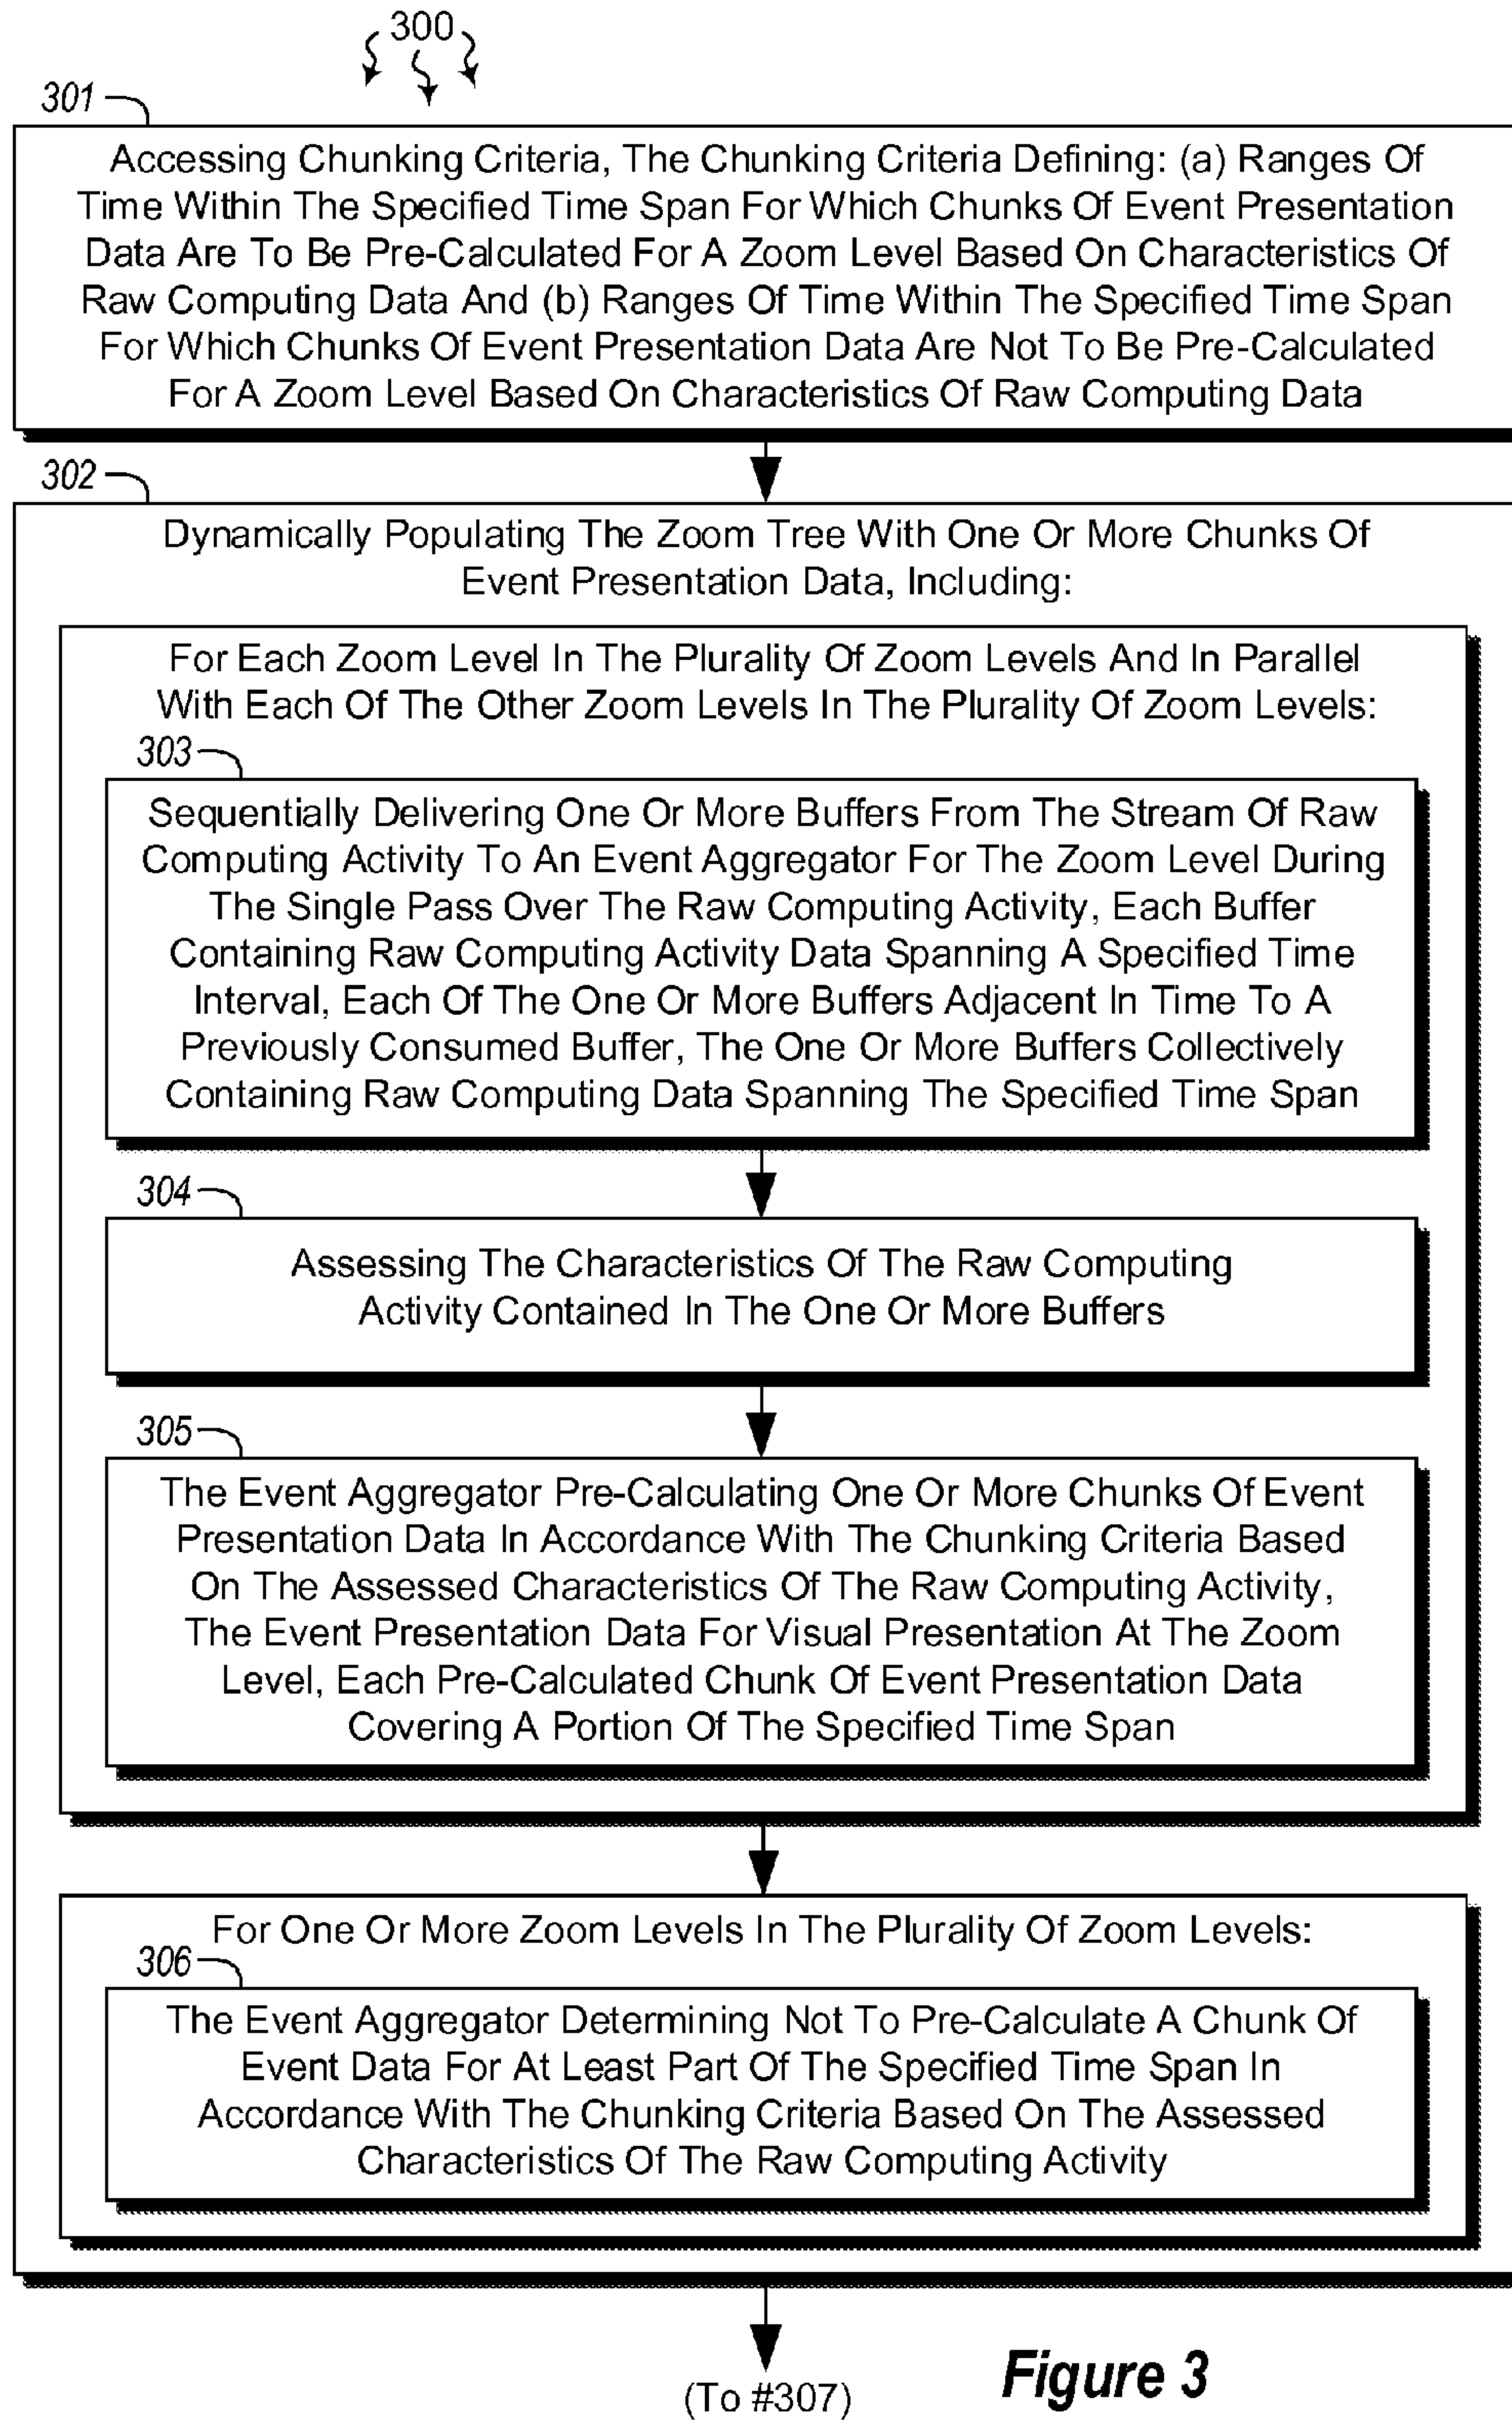 300
301
Accessing Chunking Criteria, The Chunking Criteria Defining: (a) Ranges Of
Time Within The Specified Time Span For Which Chunks Of Event Presentation
Data Are To Be Pre-Calculated For A Zoom Level Based On Characteristics Of
Raw Computing Data And (b) Ranges Of Time Within The Specified Time Span
For Which Chunks Of Event Presentation Data Are Not To Be Pre-Calculated
For A Zoom Level Based On Characteristics Of Raw Computing Data
302
Dynamically Populating The Zoom Tree With One Or More Chunks Of
Event Presentation Data, Including:
For Each Zoom Level In The Plurality Of Zoom Levels And In Parallel
With Each Of The Other Zoom Levels In The Plurality Of Zoom Levels:
303
Sequentially Delivering One Or More Buffers From The Stream Of Raw
Computing Activity To An Event Aggregator For The Zoom Level During
The Single Pass Over The Raw Computing Activity, Each Buffer
Containing Raw Computing Activity Data Spanning A Specified Time
Interval, Each Of The One Or More Buffers Adjacent In Time To A
Previously Consumed Buffer, The One Or More Buffers Collectively
Containing Raw Computing Data Spanning The Specified Time Span
304
Assessing The Characteristics Of The Raw Computing
Activity Contained In The One Or More Buffers
305
The Event Aggregator Pre-Calculating One Or More Chunks Of Event
Presentation Data In Accordance With The Chunking Criteria Based
On The Assessed Characteristics Of The Raw Computing Activity,
The Event Presentation Data For Visual Presentation At The Zoom
Level, Each Pre-Calculated Chunk Of Event Presentation Data
Covering A Portion Of The Specified Time Span
For One Or More Zoom Levels In The Plurality Of Zoom Levels:
306
The Event Aggregator Determining Not To Pre-Calculate A Chunk Of
Event Data For At Least Part Of The Specified Time Span In
Accordance With The Chunking Criteria Based On The Assessed
Characteristics Of The Raw Computing Activity
(To #307)
Figure 3